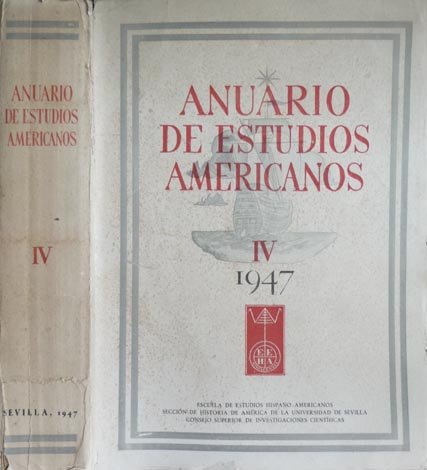 ANUARIO
DE ESTUDIOS
AMERICANOS
IV
SEVILLA, 1947
ANUARIO
DE ESTUDIOS
AMERICANOS
IV
1947
E E
H A
ESCUELA DE ESTUDIOS HISPANO-AMERICANOS
SECCIÓN DE HISTORIA DE AMÉRICA DE LA UNIVERSIDAD DE SEVILLA
CONSEJO SUPERIOR DE INVESTIGACIONES CIENTÍFICAS